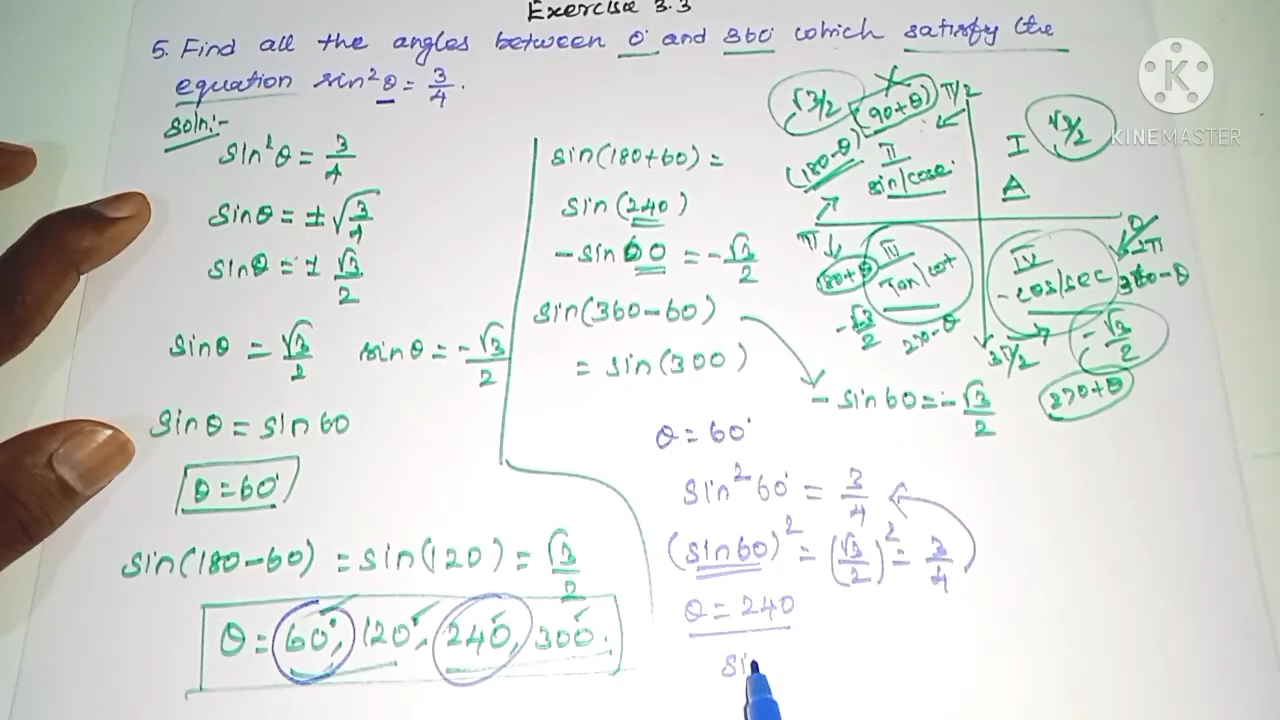 Exercise 3.3
5. Find all the angles between 0° and 360° which satisfy the
equation sin²θ = 3/4.
Soln:-
sin²θ = 3/4
sinθ = ±√3/4
sinθ = ± √3/2
sinθ = √3/2 sinθ = -√3/2
sinθ = sin60
θ = 60°
sin(180-60) = sin(120) = √3/2
θ = 60°, 120°, 240°, 300°.
sin(180+60) =
sin(240)
- sin 60 = -√3/2
sin(360-60)
= sin(300)
- sin60 = -√3/2
θ = 60°
sin²60° = 3/4
(sin60)² = (√3/2)² = 3/4
θ = 240
si
√3/2 (90+θ) π/2
(180-θ) II
sin/cosec
I √3/2
A
π
III
Tan/cot
-√3/2
270-θ
2π
IV
-cos/sec 360-θ
3π/2
-√3/2
270+θ
K
KINEMASTER